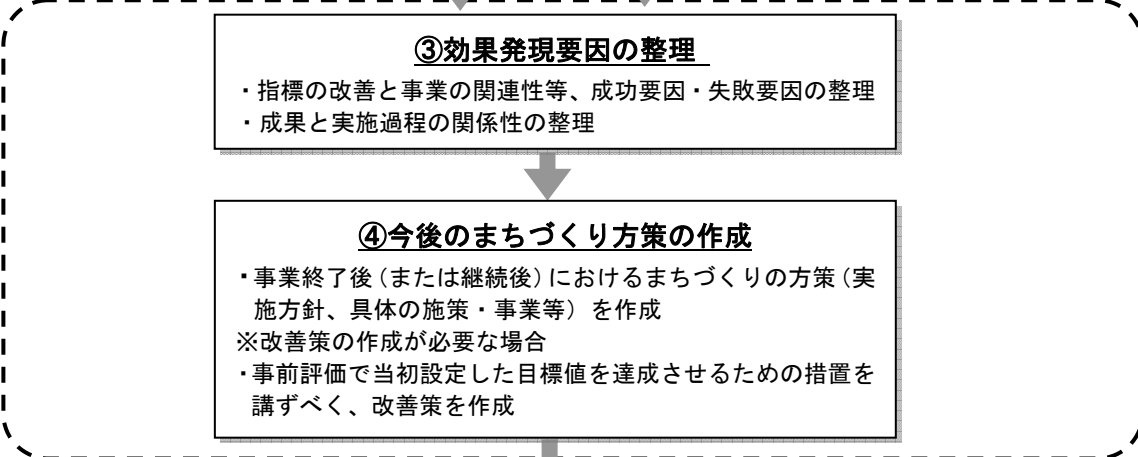 ③効果発現要因の整理
・指標の改善と事業の関連性等、成功要因・失敗要因の整理
・成果と実施過程の関係性の整理
④今後のまちづくり方策の作成
・事業終了後(または継続後)におけるまちづくりの方策(実
施方針、具体の施策・事業等)を作成
※改善策の作成が必要な場合
・事前評価で当初設定した目標値を達成させるための措置を
講ずべく、改善策を作成